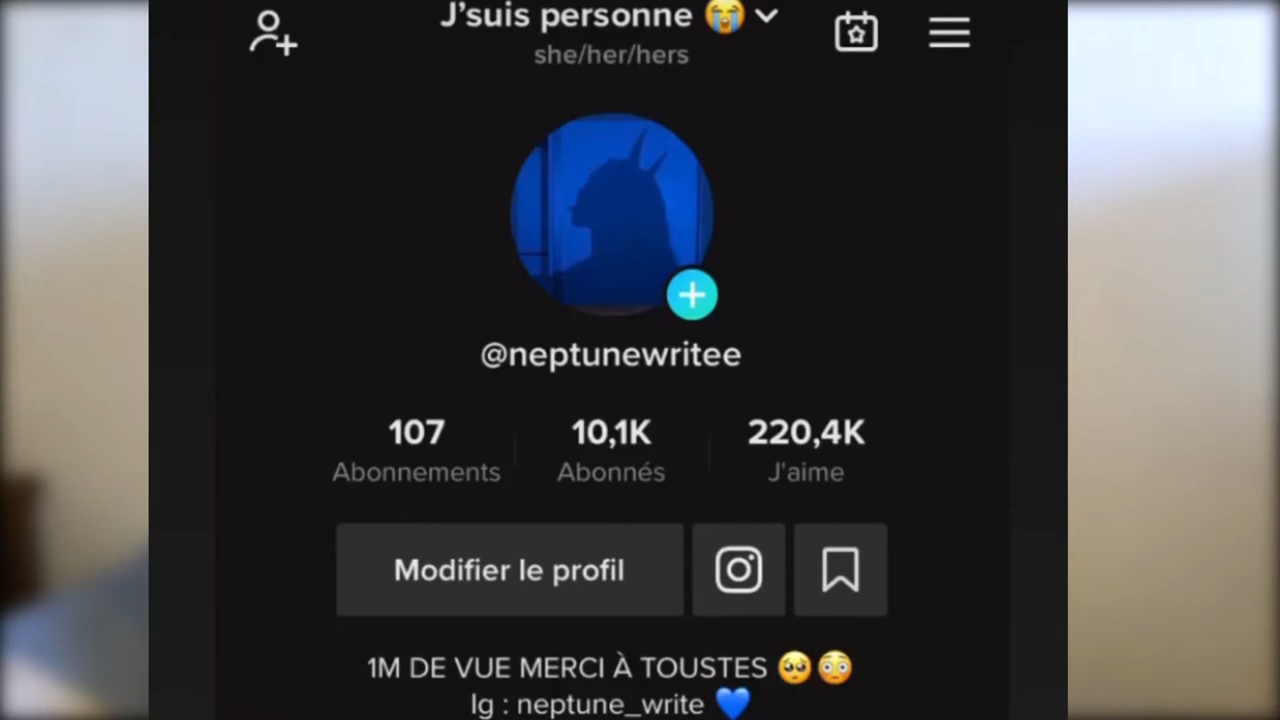 J'suis personne 😭
she/her/hers
@neptunewritee
107 10,1K 220,4K
Abonnements Abonnés J'aime
Modifier le profil
1M DE VUE MERCI À TOUSTES 🥺😳
Ig : neptune_write 💙